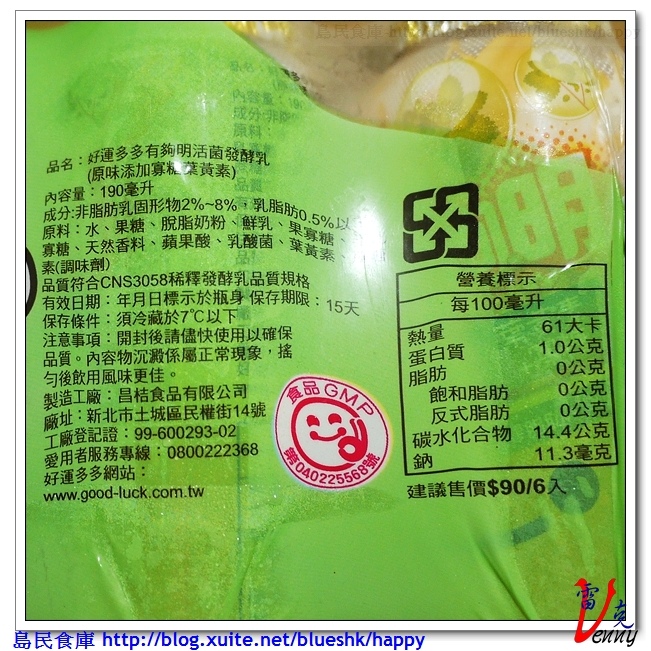 島民食庫 http://blog.xuite.net/blueshk/happy
品名：好運多多有夠明活菌發酵乳
(原味添加寡糖葉黃素)
內容量：190毫升
成分:非脂肪乳固形物2%~8%，乳脂肪0.5%以
原料：水、果糖、脫脂奶粉、鮮乳、果寡糖、
寡糖、天然香料、蘋果酸、乳酸菌、葉黃素、
素(調味劑)
品質符合CNS3058稀釋發酵乳品質規格
有效日期：年月日標示於瓶身 保存期限：15天
保存條件：須冷藏於7℃以下
注意事項：開封後請儘快使用以確保
品質。內容物沉澱係屬正常現象，搖
勻後飲用風味更佳。
製造工廠：昌桔食品有限公司
廠址：新北市土城區民權街14號
工廠登記證：99-600293-02
愛用者服務專線：0800222368
好運多多網站：
www.good-luck.com.tw
食品GMP
第040225568號
營養標示
每100毫升
熱量 61大卡
蛋白質 1.0公克
脂肪 0公克
飽和脂肪 0公克
反式脂肪 0公克
碳水化合物 14.4公克
鈉 11.3毫克
建議售價$90/6入
雷克
Venny
島民食庫 http://blog.xuite.net/blueshk/happy